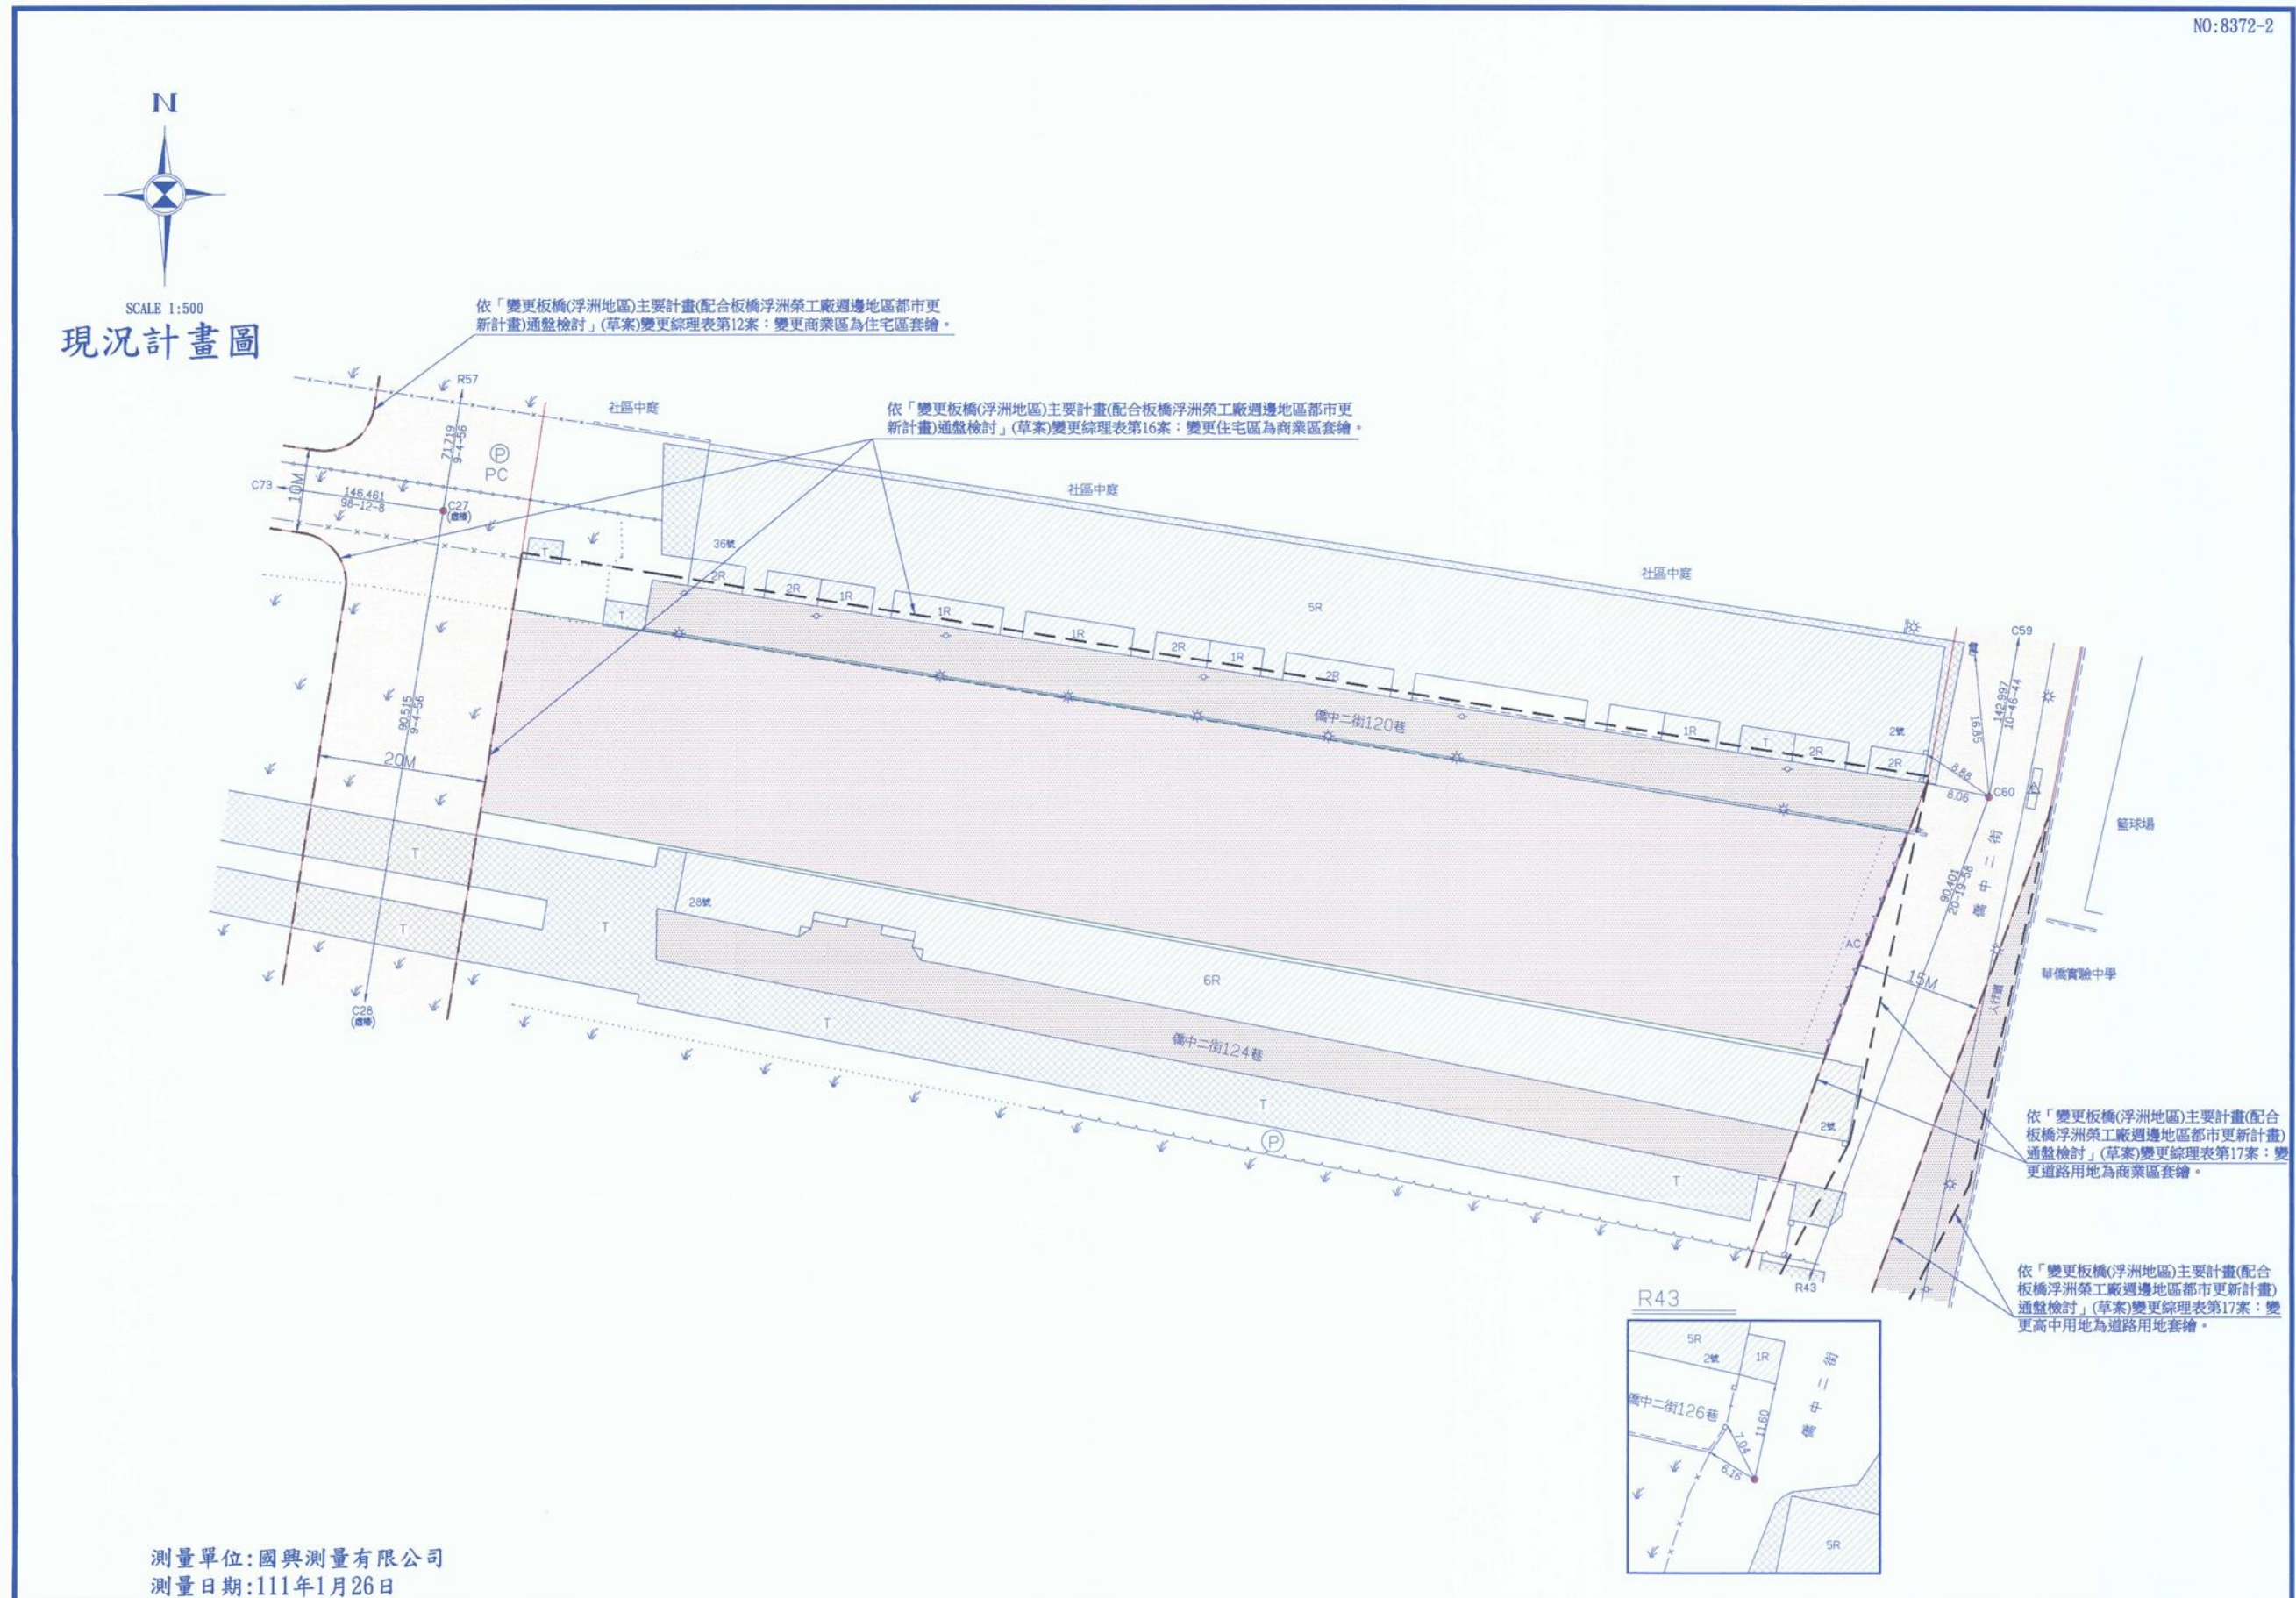 NO:8372-2
N
SCALE 1:500
現況計畫圖
依「變更板橋(浮洲地區)主要計畫(配合板橋浮洲榮工廠週邊地區都市更
新計畫)通盤檢討」(草案)變更綜理表第12案：變更商業區為住宅區套繪。
依「變更板橋(浮洲地區)主要計畫(配合板橋浮洲榮工廠週邊地區都市更
新計畫)通盤檢討」(草案)變更綜理表第16案：變更住宅區為商業區套繪。
R57
社區中庭
71.719
9-4-56
P
PC
C73
10M
146.461
98-12-8
C27
(虛樁)
社區中庭
社區中庭
36號
T
2R
2R
1R
1R
1R
2R
1R
2R
1R
T
2R
2R
5R
2號
T
僑中二街120巷
C59
142.997
10-46-44
16.85
8.88
8.06
C60
籃球場
90.515
9-4-56
20M
90.401
20-19-58
僑中二街
AC
15M
人行道
華僑實驗中學
T
T
T
28號
6R
C28
(虛樁)
T
僑中二街124巷
T
P
2號
T
R43
依「變更板橋(浮洲地區)主要計畫(配合
板橋浮洲榮工廠週邊地區都市更新計畫)
通盤檢討」(草案)變更綜理表第17案：變
更道路用地為商業區套繪。
依「變更板橋(浮洲地區)主要計畫(配合
板橋浮洲榮工廠週邊地區都市更新計畫)
通盤檢討」(草案)變更綜理表第17案：變
更高中用地為道路用地套繪。
R43
5R
2號
1R
僑中二街
僑中二街126巷
11.60
7.04
6.16
5R
測量單位:國興測量有限公司
測量日期:111年1月26日